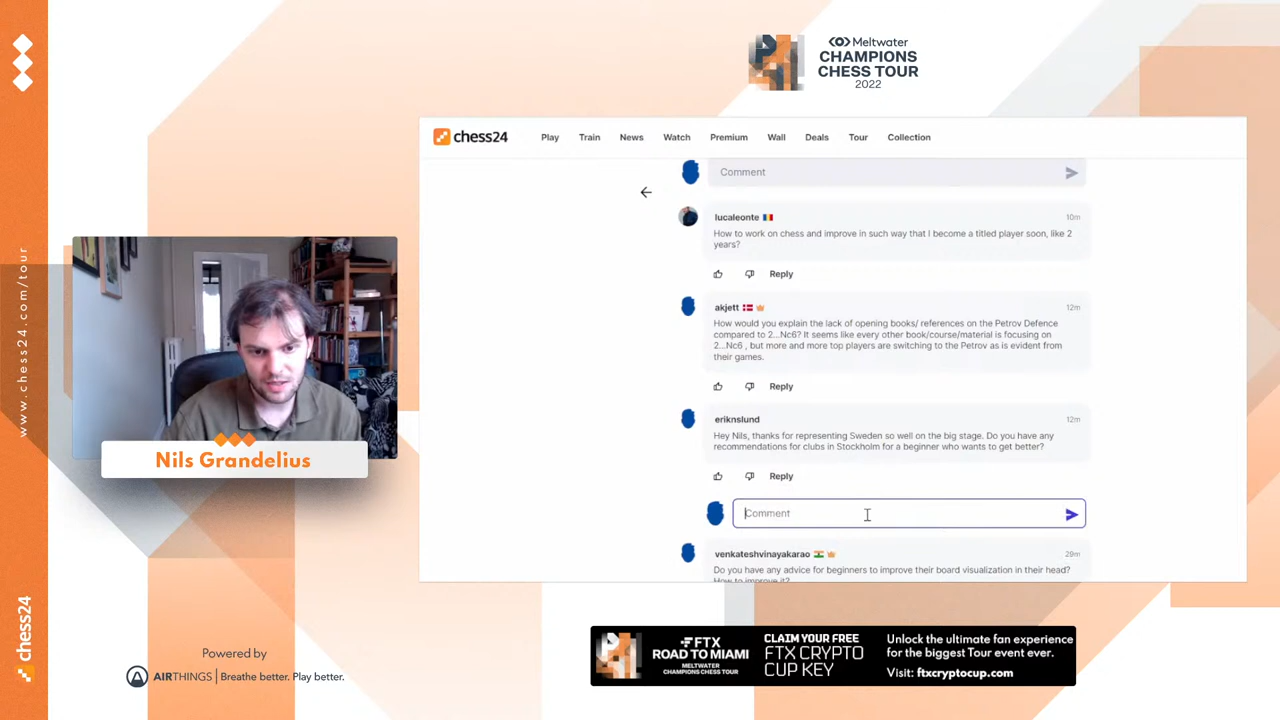 www.chess24.com/tour
chess24
Meltwater
CHAMPIONS
CHESS TOUR
2022
chess24
Play
Train
News
Watch
Premium
Wall
Deals
Tour
Collection
Comment
lucaleonte
10m
How to work on chess and improve in such way that I become a titled player soon, like 2
years?
Reply
akjett
12m
How would you explain the lack of opening books/ references on the Petrov Defence
compared to 2...Nc6? It seems like every other book/course/material is focusing on
2...Nc6 , but more and more top players are switching to the Petrov as is evident from
their games.
Reply
eriknslund
12m
Hey Nils, thanks for representing Sweden so well on the big stage. Do you have any
recommendations for clubs in Stockholm for a beginner who wants to get better?
Reply
Comment
venkateshvinayakarao
29m
Do you have any advice for beginners to improve their board visualization in their head?
How to improve it?
Nils Grandelius
Powered by
AIRTHINGS | Breathe better. Play better.
FTX
ROAD TO MIAMI
MELTWATER
CHAMPIONS CHESS TOUR
CLAIM YOUR FREE
FTX CRYPTO
CUP KEY
Unlock the ultimate fan experience
for the biggest Tour event ever.
Visit: ftxcryptocup.com